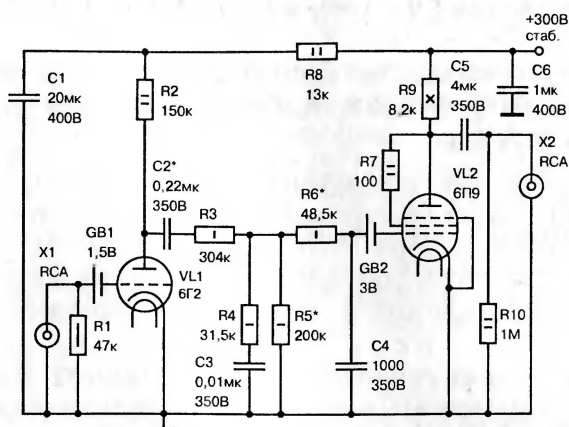 +300В
стаб.
C1
20мк
400В
R2
150к
R8
13к
R9
8,2к
C5
4мк
350В
C6
1мк
400В
X2
RCA
C2*
0,22мк
350В
R3
304к
R6*
48,5к
R7
100
VL2
6П9
GB1
1,5В
X1
RCA
VL1
6Г2
GB2
3В
R1
47к
R4
31,5к
R5*
200к
C3
0,01мк
350В
C4
1000
350В
R10
1М